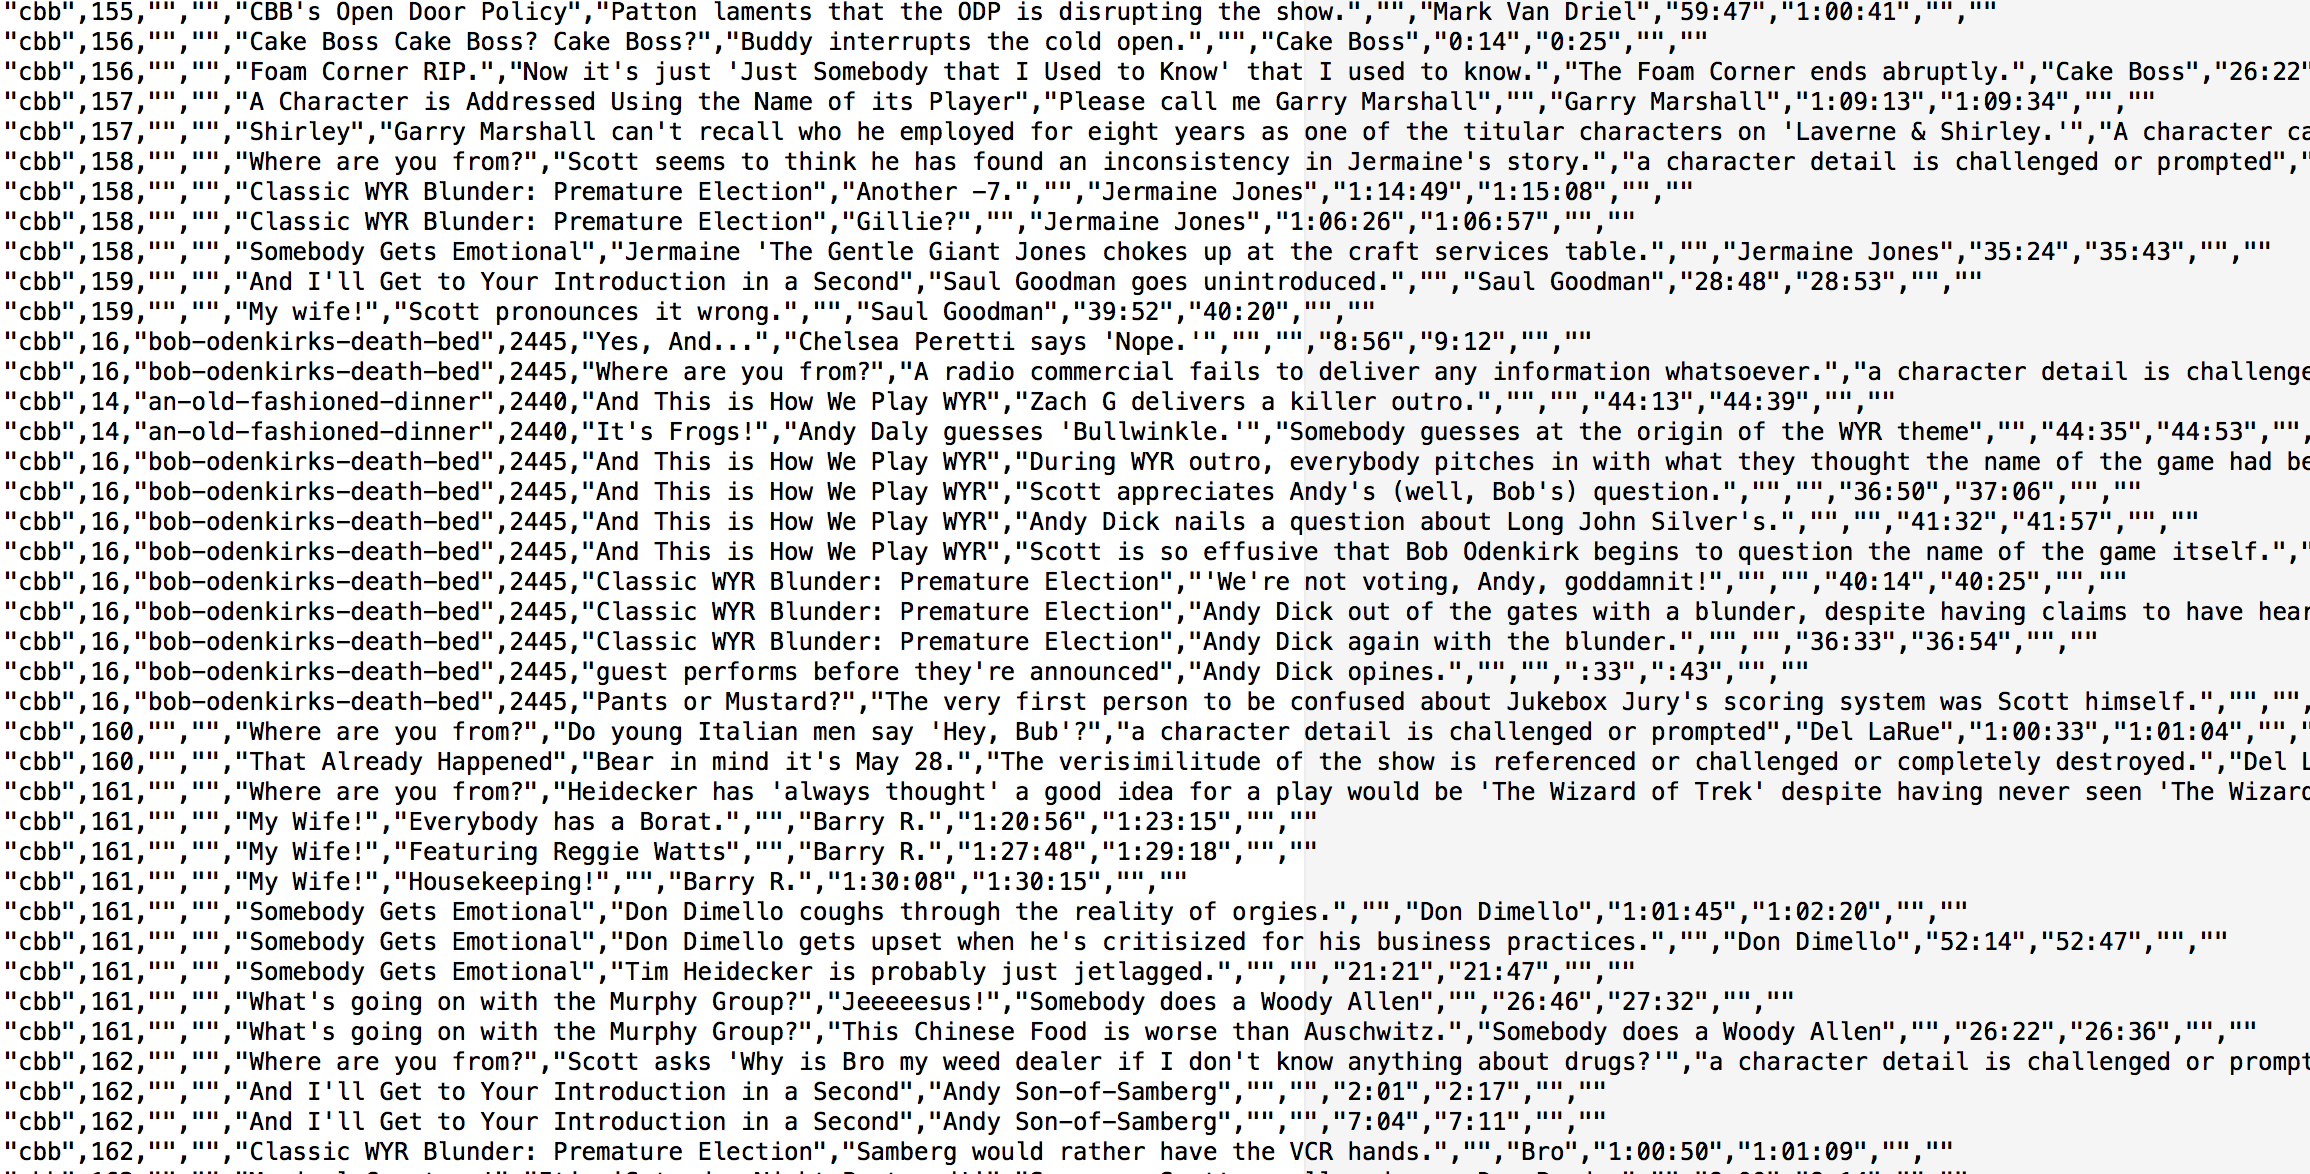 "cbb",155,"","","CBB's Open Door Policy","Patton laments that the ODP is disrupting the show.","","Mark Van Driel","59:47","1:00:41","",""
"cbb",156,"","","Cake Boss Cake Boss? Cake Boss?","Buddy interrupts the cold open.","","Cake Boss","0:14","0:25","",""
"cbb",156,"","","Foam Corner RIP.","Now it's just 'Just Somebody that I Used to Know' that I used to know.","The Foam Corner ends abruptly.","Cake Boss","26:22"
"cbb",157,"","","A Character is Addressed Using the Name of its Player","Please call me Garry Marshall","","Garry Marshall","1:09:13","1:09:34","",""
"cbb",157,"","","Shirley","Garry Marshall can't recall who he employed for eight years as one of the titular characters on 'Laverne & Shirley.'","A character ca
"cbb",158,"","","Where are you from?","Scott seems to think he has found an inconsistency in Jermaine's story.","a character detail is challenged or prompted","
"cbb",158,"","","Classic WYR Blunder: Premature Election","Another -7.","","Jermaine Jones","1:14:49","1:15:08","",""
"cbb",158,"","","Classic WYR Blunder: Premature Election","Gillie?","","Jermaine Jones","1:06:26","1:06:57","",""
"cbb",158,"","","Somebody Gets Emotional","Jermaine 'The Gentle Giant Jones chokes up at the craft services table.","","Jermaine Jones","35:24","35:43","",""
"cbb",159,"","","And I'll Get to Your Introduction in a Second","Saul Goodman goes unintroduced.","","Saul Goodman","28:48","28:53","",""
"cbb",159,"","","My wife!","Scott pronounces it wrong.","","Saul Goodman","39:52","40:20","",""
"cbb",16,"bob-odenkirks-death-bed",2445,"Yes, And...","Chelsea Peretti says 'Nope.'","","","8:56","9:12","",""
"cbb",16,"bob-odenkirks-death-bed",2445,"Where are you from?","A radio commercial fails to deliver any information whatsoever.","a character detail is challenge
"cbb",14,"an-old-fashioned-dinner",2440,"And This is How We Play WYR","Zach G delivers a killer outro.","","","44:13","44:39","",""
"cbb",14,"an-old-fashioned-dinner",2440,"It's Frogs!","Andy Daly guesses 'Bullwinkle.'","Somebody guesses at the origin of the WYR theme","","44:35","44:53","",
"cbb",16,"bob-odenkirks-death-bed",2445,"And This is How We Play WYR","During WYR outro, everybody pitches in with what they thought the name of the game had be
"cbb",16,"bob-odenkirks-death-bed",2445,"And This is How We Play WYR","Scott appreciates Andy's (well, Bob's) question.","","","36:50","37:06","",""
"cbb",16,"bob-odenkirks-death-bed",2445,"And This is How We Play WYR","Andy Dick nails a question about Long John Silver's.","","","41:32","41:57","",""
"cbb",16,"bob-odenkirks-death-bed",2445,"And This is How We Play WYR","Scott is so effusive that Bob Odenkirk begins to question the name of the game itself.","
"cbb",16,"bob-odenkirks-death-bed",2445,"Classic WYR Blunder: Premature Election","'We're not voting, Andy, goddamnit!","","","40:14","40:25","",""
"cbb",16,"bob-odenkirks-death-bed",2445,"Classic WYR Blunder: Premature Election","Andy Dick out of the gates with a blunder, despite having claims to have hear
"cbb",16,"bob-odenkirks-death-bed",2445,"Classic WYR Blunder: Premature Election","Andy Dick again with the blunder.","","","36:33","36:54","",""
"cbb",16,"bob-odenkirks-death-bed",2445,"guest performs before they're announced","Andy Dick opines.","","",":33",":43","",""
"cbb",16,"bob-odenkirks-death-bed",2445,"Pants or Mustard?","The very first person to be confused about Jukebox Jury's scoring system was Scott himself.","","",
"cbb",160,"","","Where are you from?","Do young Italian men say 'Hey, Bub'?","a character detail is challenged or prompted","Del LaRue","1:00:33","1:01:04","","
"cbb",160,"","","That Already Happened","Bear in mind it's May 28.","The verisimilitude of the show is referenced or challenged or completely destroyed.","Del L
"cbb",161,"","","Where are you from?","Heidecker has 'always thought' a good idea for a play would be 'The Wizard of Trek' despite having never seen 'The Wizard
"cbb",161,"","","My Wife!","Everybody has a Borat.","","Barry R.","1:20:56","1:23:15","",""
"cbb",161,"","","My Wife!","Featuring Reggie Watts","","Barry R.","1:27:48","1:29:18","",""
"cbb",161,"","","My Wife!","Housekeeping!","","Barry R.","1:30:08","1:30:15","",""
"cbb",161,"","","Somebody Gets Emotional","Don Dimello coughs through the reality of orgies.","","Don Dimello","1:01:45","1:02:20","",""
"cbb",161,"","","Somebody Gets Emotional","Don Dimello gets upset when he's critisized for his business practices.","","Don Dimello","52:14","52:47","",""
"cbb",161,"","","Somebody Gets Emotional","Tim Heidecker is probably just jetlagged.","","","21:21","21:47","",""
"cbb",161,"","","What's going on with the Murphy Group?","Jeeeeesus!","Somebody does a Woody Allen","","26:46","27:32","",""
"cbb",161,"","","What's going on with the Murphy Group?","This Chinese Food is worse than Auschwitz.","Somebody does a Woody Allen","","26:22","26:36","",""
"cbb",162,"","","Where are you from?","Scott asks 'Why is Bro my weed dealer if I don't know anything about drugs?'","a character detail is challenged or prompt
"cbb",162,"","","And I'll Get to Your Introduction in a Second","Andy Son-of-Samberg","","","2:01","2:17","",""
"cbb",162,"","","And I'll Get to Your Introduction in a Second","Andy Son-of-Samberg","","","7:04","7:11","",""
"cbb",162,"","","Classic WYR Blunder: Premature Election","Samberg would rather have the VCR hands.","","Bro","1:00:50","1:01:09","",""